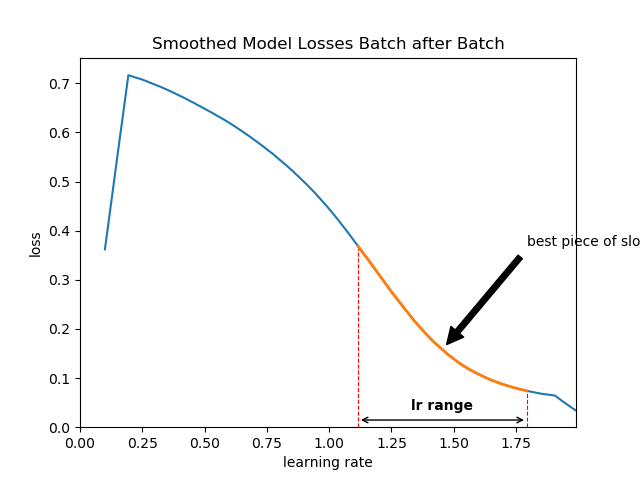 Smoothed Model Losses Batch after Batch
0.7
0.6
0.5
0.4
0.3
0.2
0.1
0.0
loss
best piece of slo
lr range
0.00 0.25 0.50 0.75 1.00 1.25 1.50 1.75
learning rate